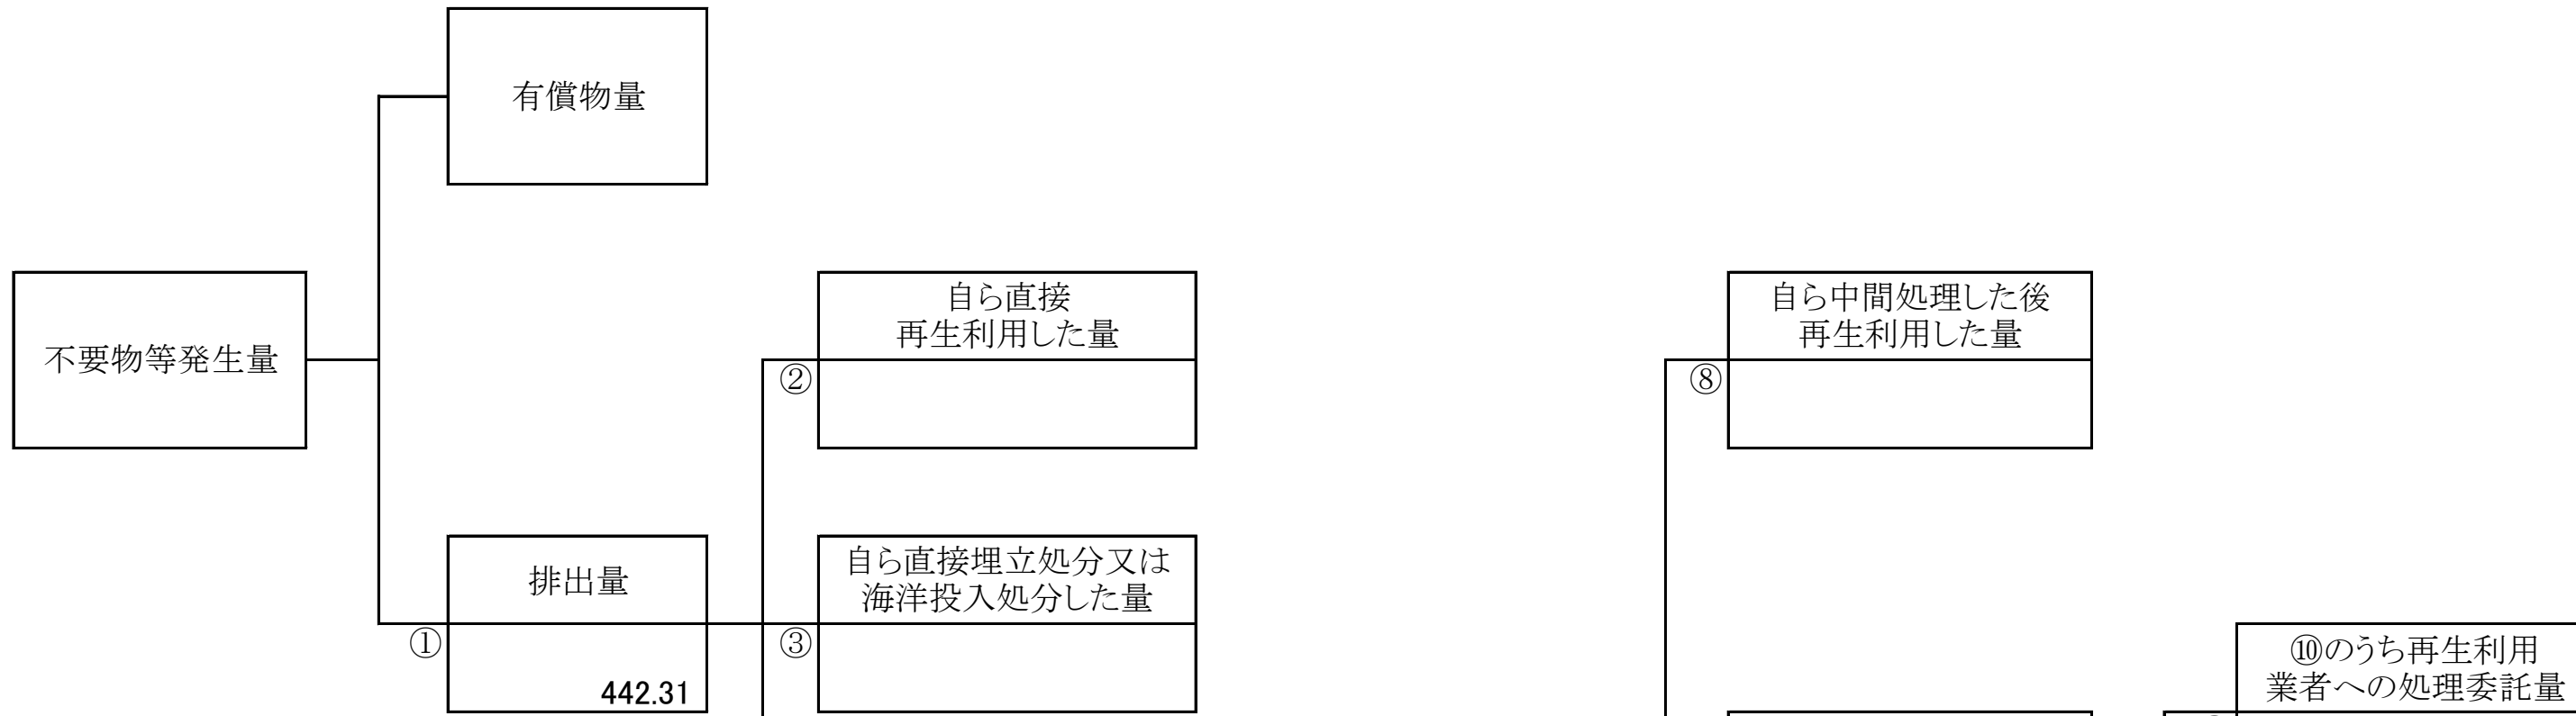 有償物量
不要物等発生量
自ら直接
再生利用した量
②
自ら中間処理した後
再生利用した量
⑧
排出量
①
442.31
自ら直接埋立処分又は
海洋投入処分した量
③
⑩のうち再生利用
業者への処理委託量